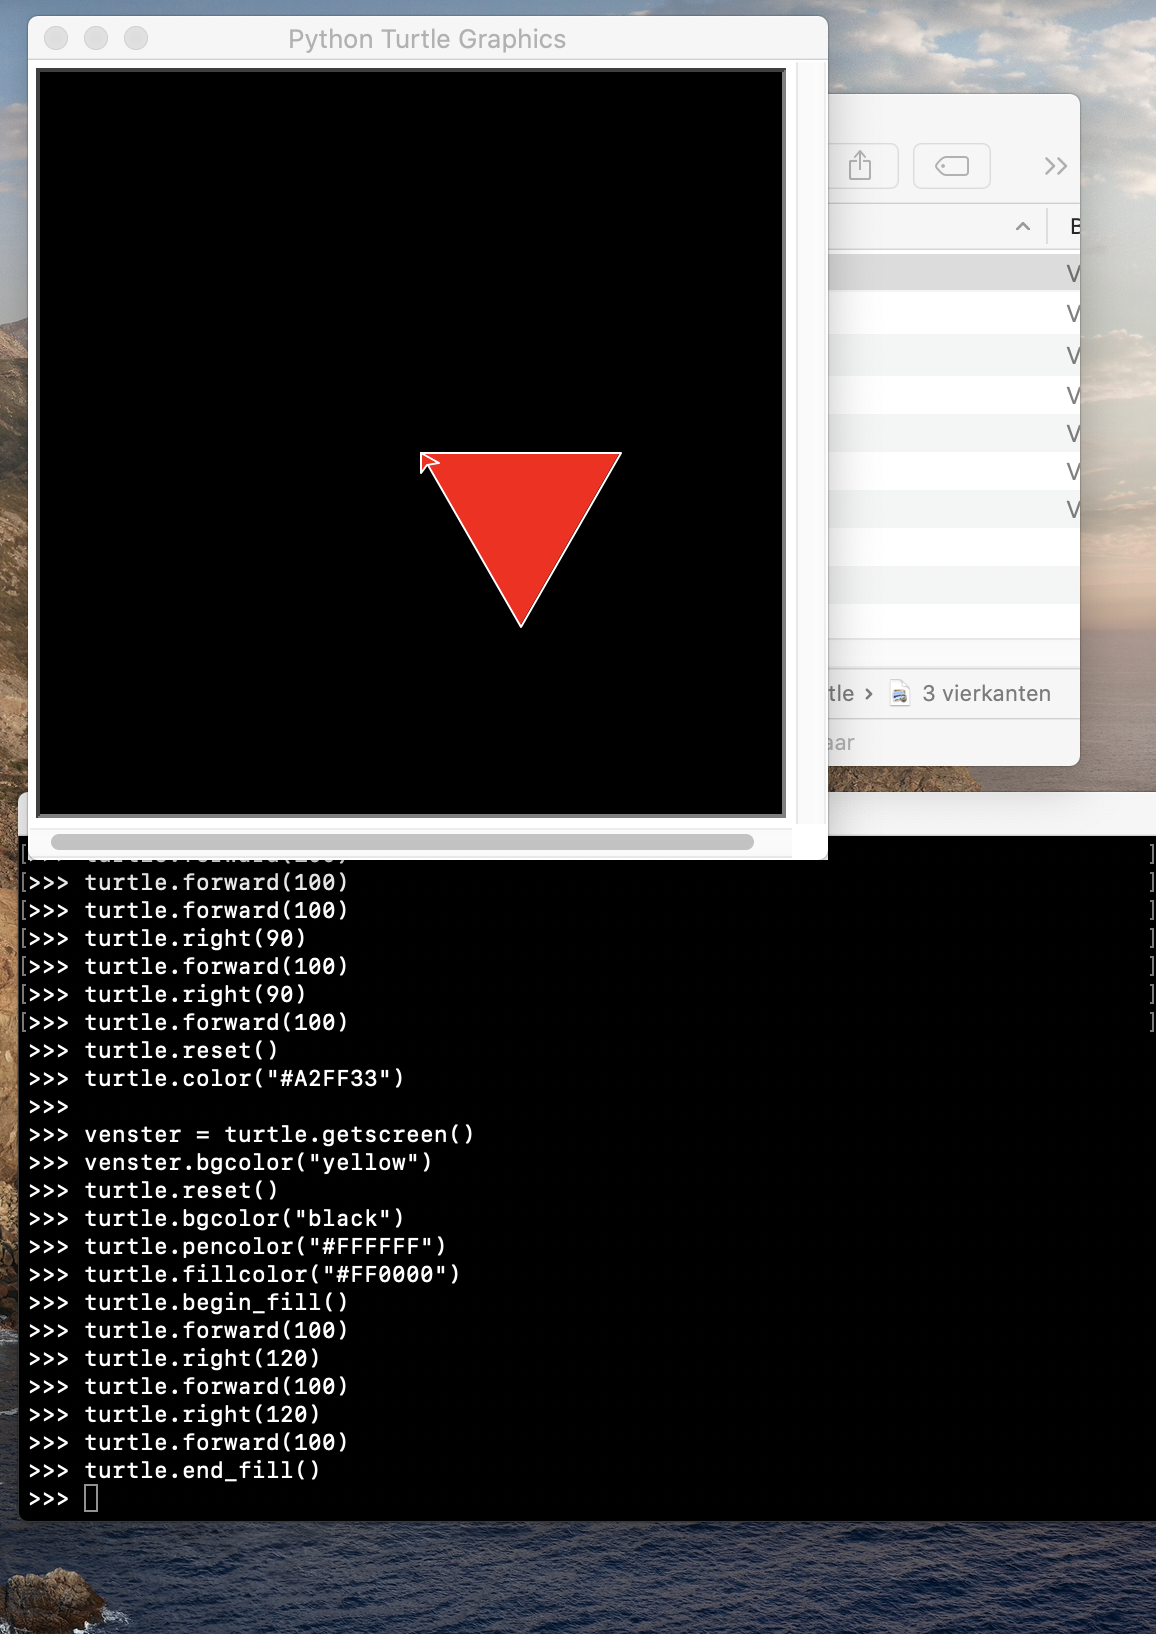 Python Turtle Graphics
B
V
V
V
V
V
V
V
tle › 3 vierkanten
aar
>>> turtle.forward(100)
>>> turtle.forward(100)
>>> turtle.right(90)
>>> turtle.forward(100)
>>> turtle.right(90)
>>> turtle.forward(100)
>>> turtle.reset()
>>> turtle.color("#A2FF33")
>>>
>>> venster = turtle.getscreen()
>>> venster.bgcolor("yellow")
>>> turtle.reset()
>>> turtle.bgcolor("black")
>>> turtle.pencolor("#FFFFFF")
>>> turtle.fillcolor("#FF0000")
>>> turtle.begin_fill()
>>> turtle.forward(100)
>>> turtle.right(120)
>>> turtle.forward(100)
>>> turtle.right(120)
>>> turtle.forward(100)
>>> turtle.end_fill()
>>>